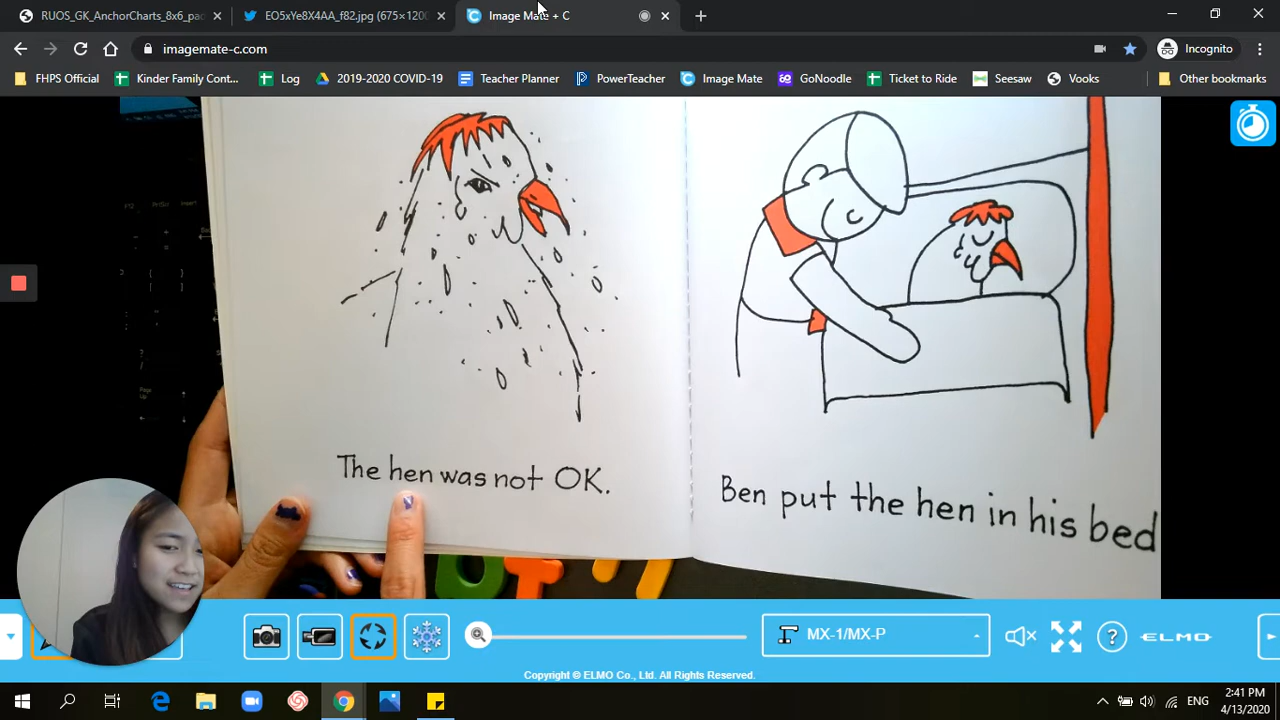 RUOS_GK_AnchorCharts_8x6_pac
EO5xYe8X4AA_f82.jpg (675×1200)
Image Mate + C
imagemate-c.com
Incognito
FHPS Official
Kinder Family Cont...
Log
2019-2020 COVID-19
Teacher Planner
PowerTeacher
Image Mate
GoNoodle
Ticket to Ride
Seesaw
Vooks
Other bookmarks
The hen was not OK.
Ben put the hen in his bed
MX-1/MX-P
ELMO
Copyright © ELMO Co., Ltd. All Rights Reserved.
ENG
2:41 PM
4/13/2020